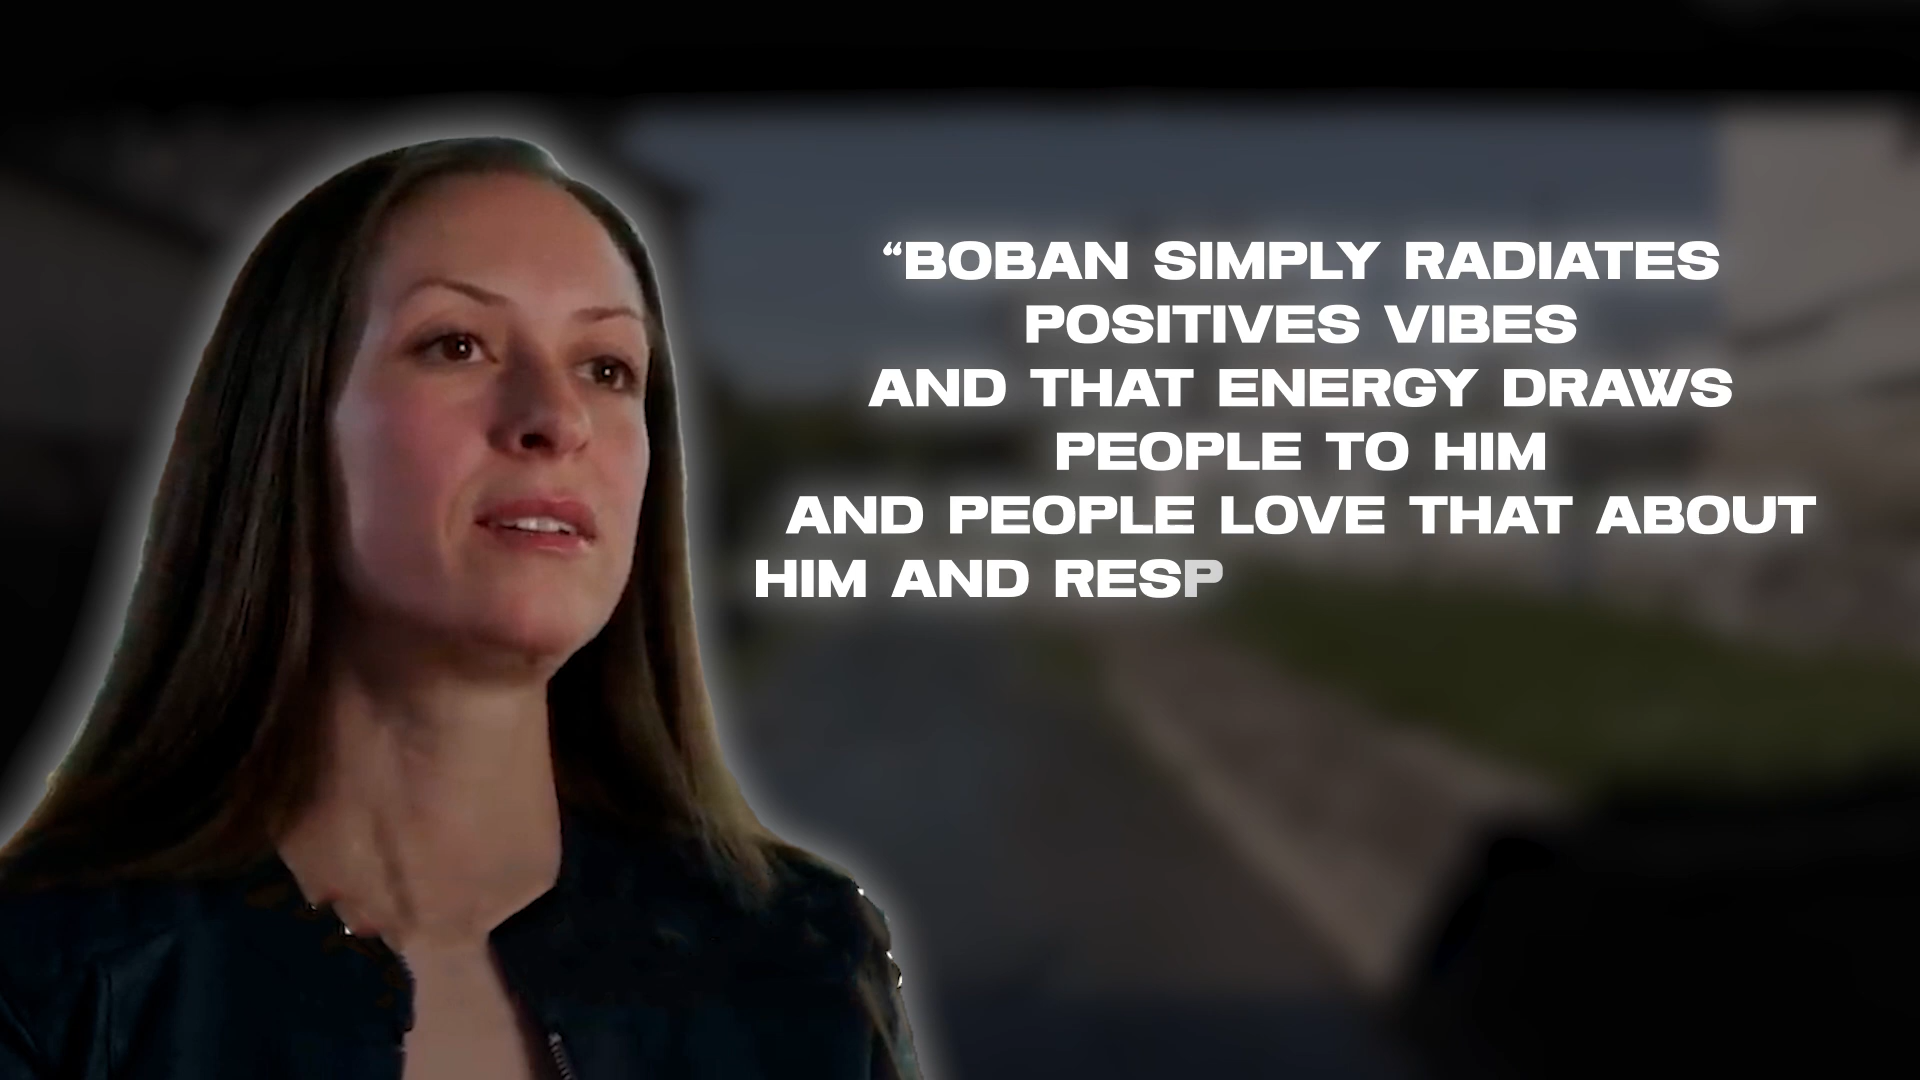 “BOBAN SIMPLY RADIATES
POSITIVES VIBES
AND THAT ENERGY DRAWS
PEOPLE TO HIM
AND PEOPLE LOVE THAT ABOUT
HIM AND RESP